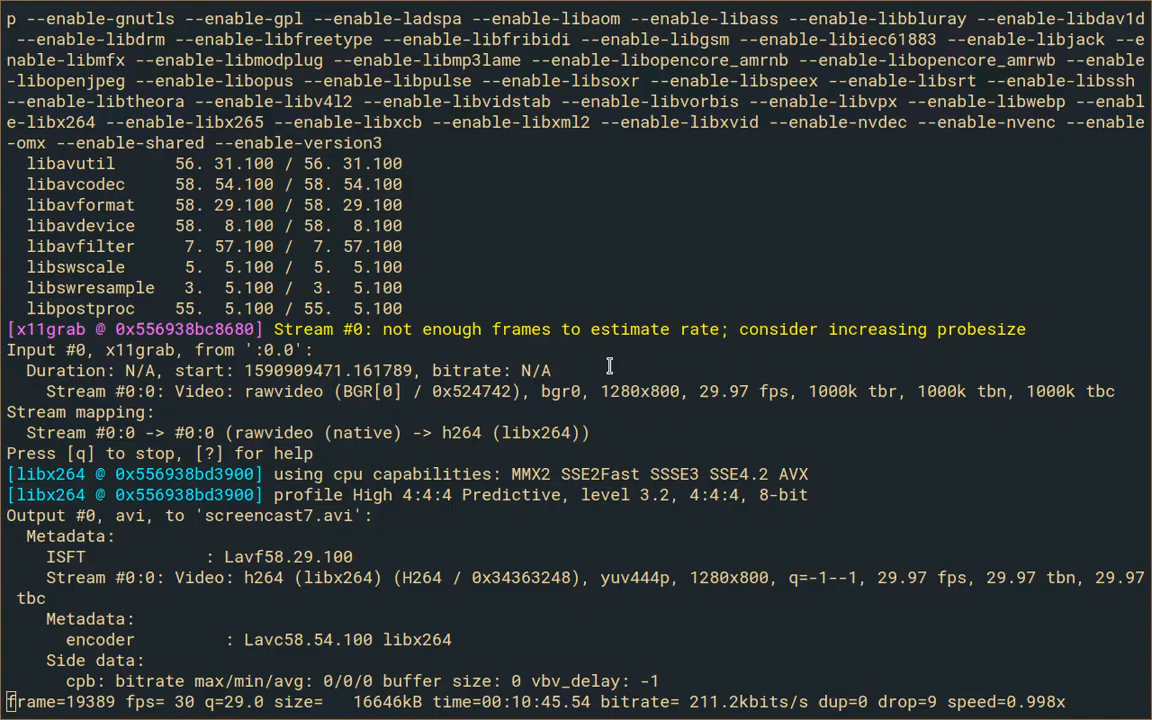 p --enable-gnutls --enable-gpl --enable-ladspa --enable-libaom --enable-libass --enable-libbluray --enable-libdav1d
 --enable-libdrm --enable-libfreetype --enable-libfribidi --enable-libgsm --enable-libiec61883 --enable-libjack --e
nable-libmfx --enable-libmodplug --enable-libmp3lame --enable-libopencore_amrnb --enable-libopencore_amrwb --enable
-libopenjpeg --enable-libopus --enable-libpulse --enable-libsoxr --enable-libspeex --enable-libsrt --enable-libssh
--enable-libtheora --enable-libv4l2 --enable-libvidstab --enable-libvorbis --enable-libvpx --enable-libwebp --enabl
e-libx264 --enable-libx265 --enable-libxcb --enable-libxml2 --enable-libxvid --enable-nvdec --enable-nvenc --enable
-omx --enable-shared --enable-version3
  libavutil      56. 31.100 / 56. 31.100
  libavcodec     58. 54.100 / 58. 54.100
  libavformat    58. 29.100 / 58. 29.100
  libavdevice    58.  8.100 / 58.  8.100
  libavfilter     7. 57.100 /  7. 57.100
  libswscale      5.  5.100 /  5.  5.100
  libswresample   3.  5.100 /  3.  5.100
  libpostproc    55.  5.100 / 55.  5.100
[x11grab @ 0x556938bc8680] Stream #0: not enough frames to estimate rate; consider increasing probesize
Input #0, x11grab, from ':0.0':
  Duration: N/A, start: 1590909471.161789, bitrate: N/A
    Stream #0:0: Video: rawvideo (BGR[0] / 0x524742), bgr0, 1280x800, 29.97 fps, 1000k tbr, 1000k tbn, 1000k tbc
Stream mapping:
  Stream #0:0 -> #0:0 (rawvideo (native) -> h264 (libx264))
Press [q] to stop, [?] for help
[libx264 @ 0x556938bd3900] using cpu capabilities: MMX2 SSE2Fast SSSE3 SSE4.2 AVX
[libx264 @ 0x556938bd3900] profile High 4:4:4 Predictive, level 3.2, 4:4:4, 8-bit
Output #0, avi, to 'screencast7.avi':
  Metadata:
    ISFT            : Lavf58.29.100
    Stream #0:0: Video: h264 (libx264) (H264 / 0x34363248), yuv444p, 1280x800, q=-1--1, 29.97 fps, 29.97 tbn, 29.97
 tbc
    Metadata:
      encoder         : Lavc58.54.100 libx264
    Side data:
      cpb: bitrate max/min/avg: 0/0/0 buffer size: 0 vbv_delay: -1
frame=19389 fps= 30 q=29.0 size=   16646kB time=00:10:45.54 bitrate= 211.2kbits/s dup=0 drop=9 speed=0.998x